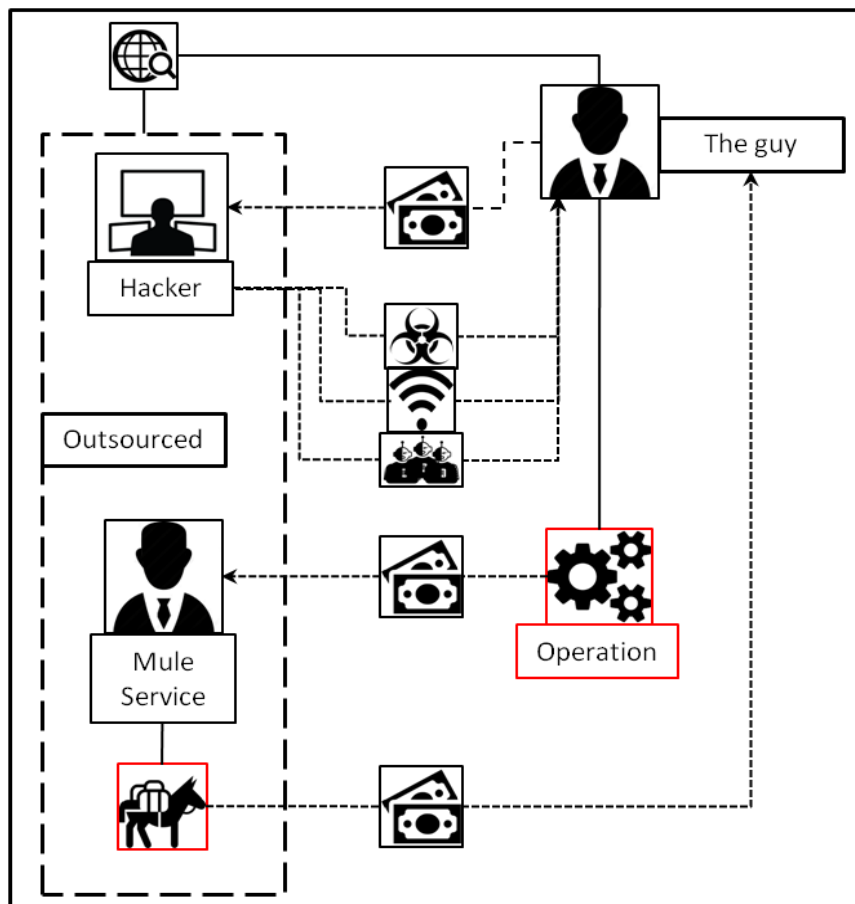 The guy
Hacker
Outsourced
Operation
Mule
Service